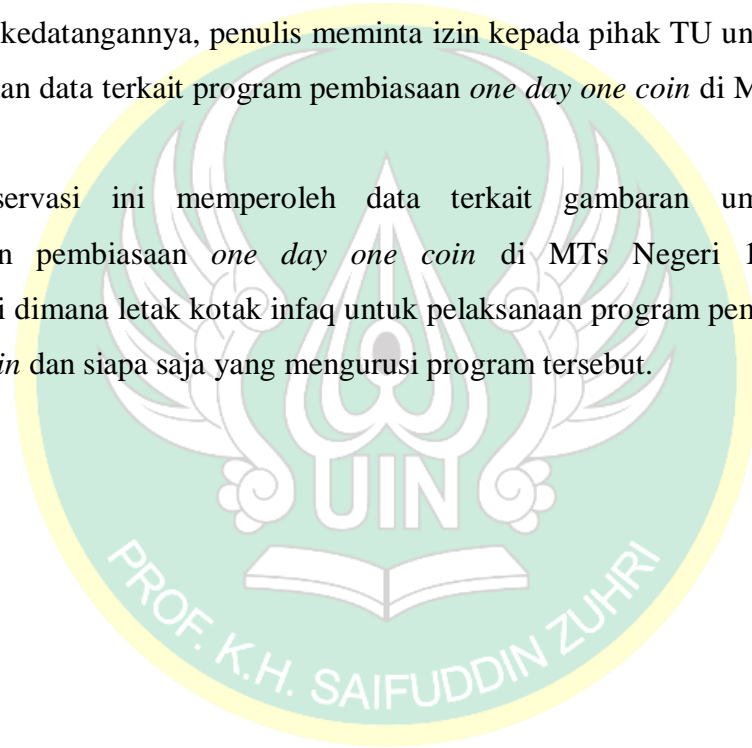 kedatangannya, penulis meminta izin kepada pihak TU un
an data terkait program pembiasaan one day one coin di M
servasi ini memperoleh data terkait gambaran um
n pembiasaan one day one coin di MTs Negeri 1
i dimana letak kotak infaq untuk pelaksanaan program pem
in dan siapa saja yang mengurusi program tersebut.
UIN
PROF. K.H. SAIFUDDIN ZUHRI